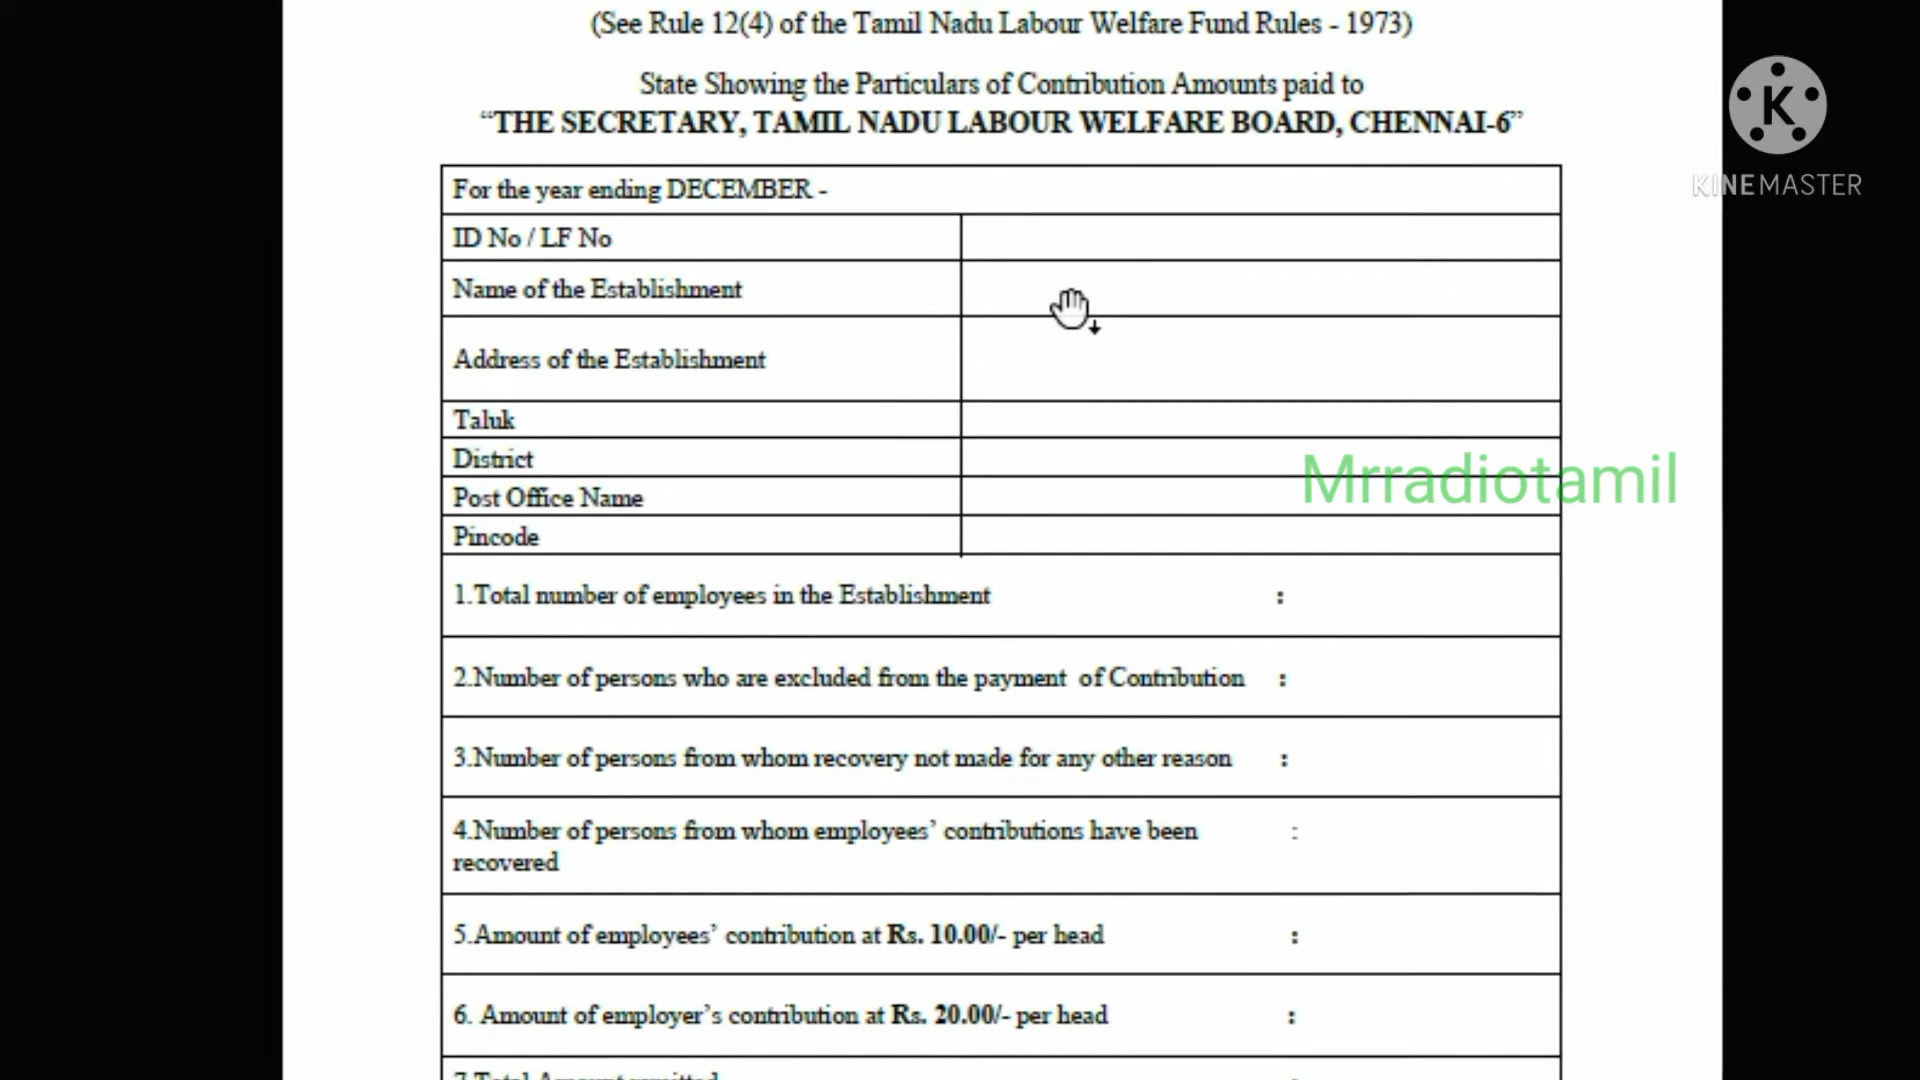 (See Rule 12(4) of the Tamil Nadu Labour Welfare Fund Rules - 1973)
State Showing the Particulars of Contribution Amounts paid to
“THE SECRETARY, TAMIL NADU LABOUR WELFARE BOARD, CHENNAI-6”
K
KINEMASTER
For the year ending DECEMBER -
ID No / LF No
Name of the Establishment
Address of the Establishment
Taluk
District
Mrradiotamil
Post Office Name
Pincode
1.Total number of employees in the Establishment :
2.Number of persons who are excluded from the payment of Contribution :
3.Number of persons from whom recovery not made for any other reason :
4.Number of persons from whom employees’ contributions have been :
recovered
5.Amount of employees’ contribution at Rs. 10.00/- per head :
6. Amount of employer’s contribution at Rs. 20.00/- per head :
7.Total Amount remitted :